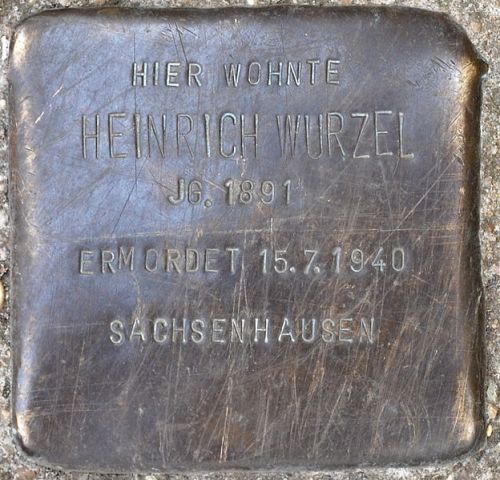 HIER WOHNTE
HEINRICH WURZEL
JG. 1891
ERMORDET 15.7.1940
SACHSENHAUSEN